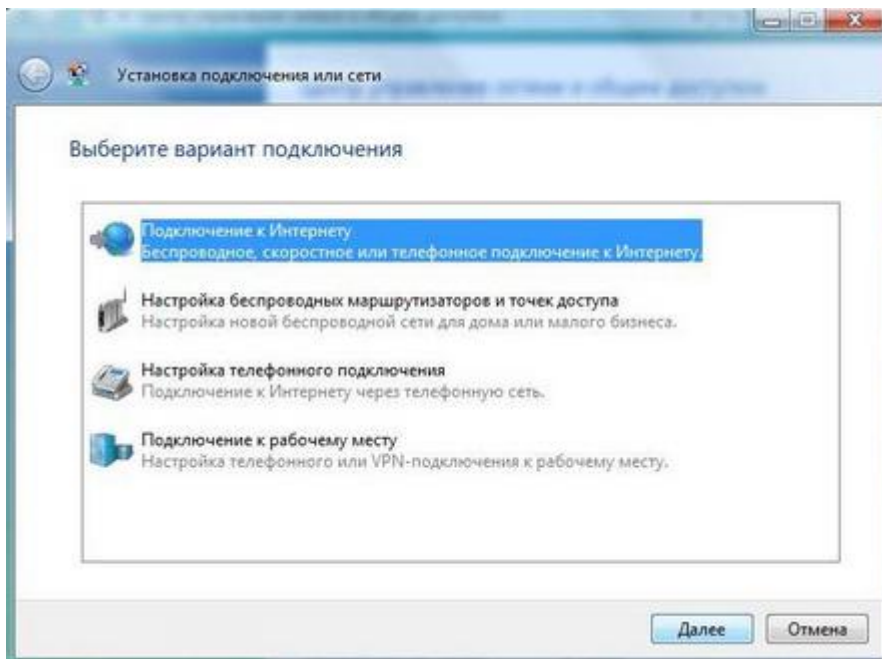 Установка подключения или сети
Выберите вариант подключения
Подключение к Интернету
Беспроводное, скоростное или телефонное подключение к Интернету.
Настройка беспроводных маршрутизаторов и точек доступа
Настройка новой беспроводной сети для дома или малого бизнеса.
Настройка телефонного подключения
Подключение к Интернету через телефонную сеть.
Подключение к рабочему месту
Настройка телефонного или VPN-подключения к рабочему месту.
Далее
Отмена